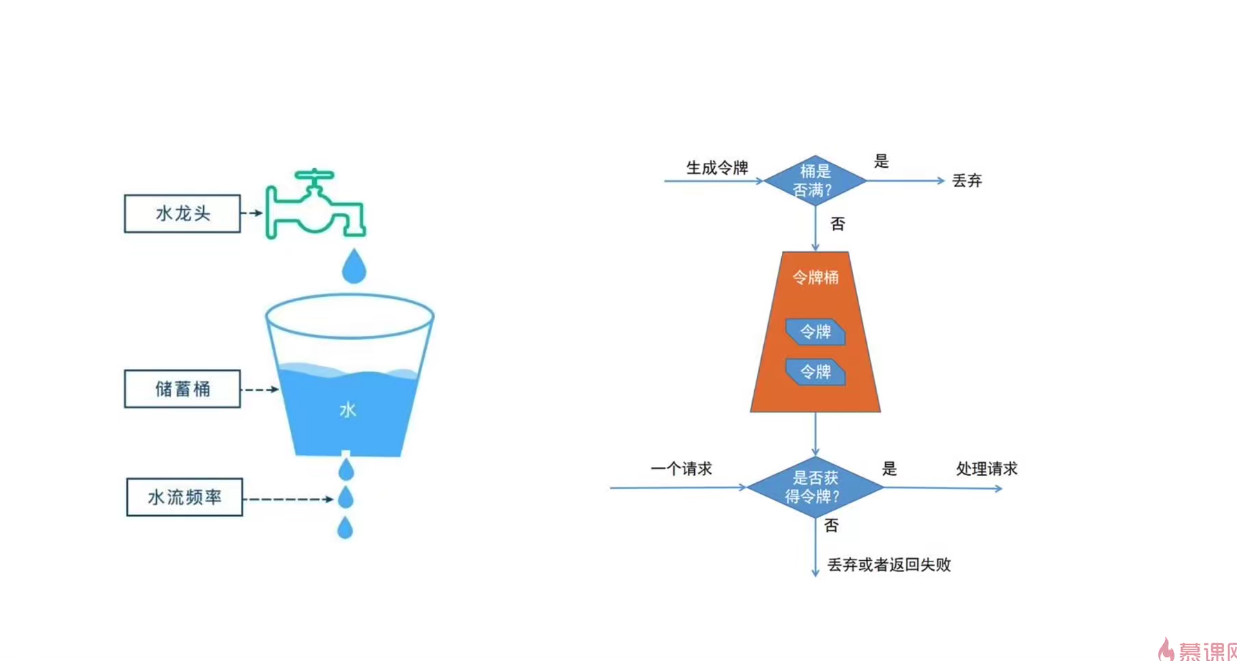 水龙头
储蓄桶
水
水流频率
生成令牌
桶是
否满?
是
丢弃
否
令牌桶
令牌
令牌
一个请求
是否获
得令牌?
是
处理请求
否
丢弃或者返回失败
慕课网